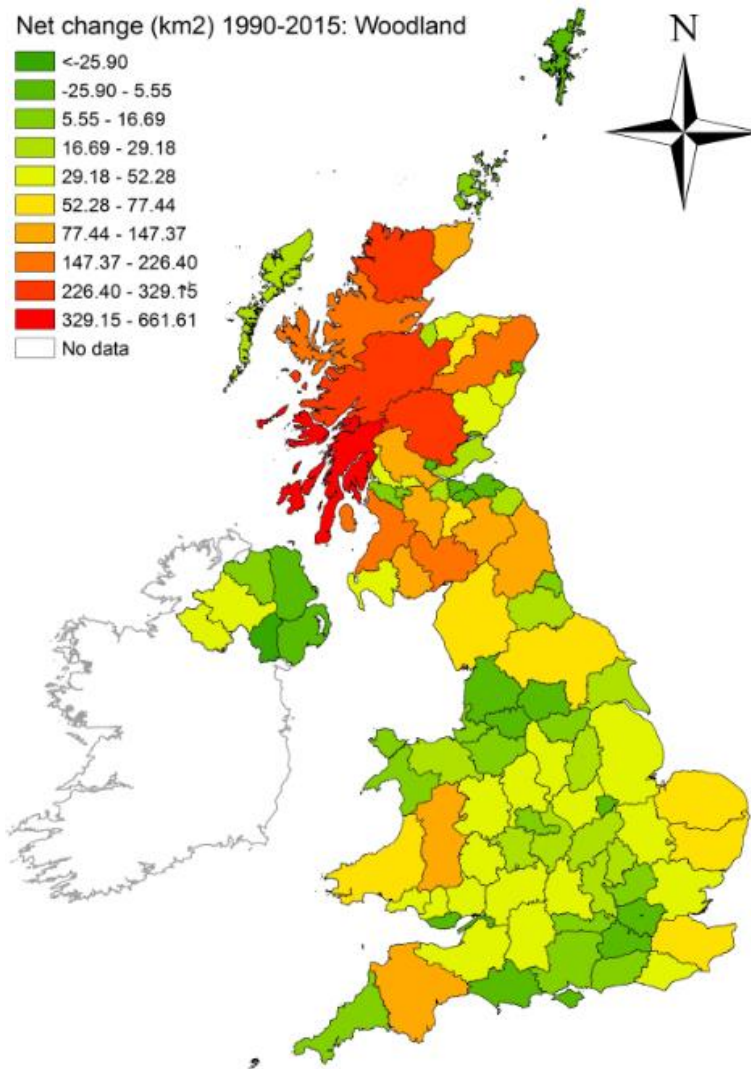 Net change (km2) 1990-2015: Woodland
N
<-25.90
-25.90 - 5.55
5.55 - 16.69
16.69 - 29.18
29.18 - 52.28
52.28 - 77.44
77.44 - 147.37
147.37 - 226.40
226.40 - 329.15
329.15 - 661.61
No data